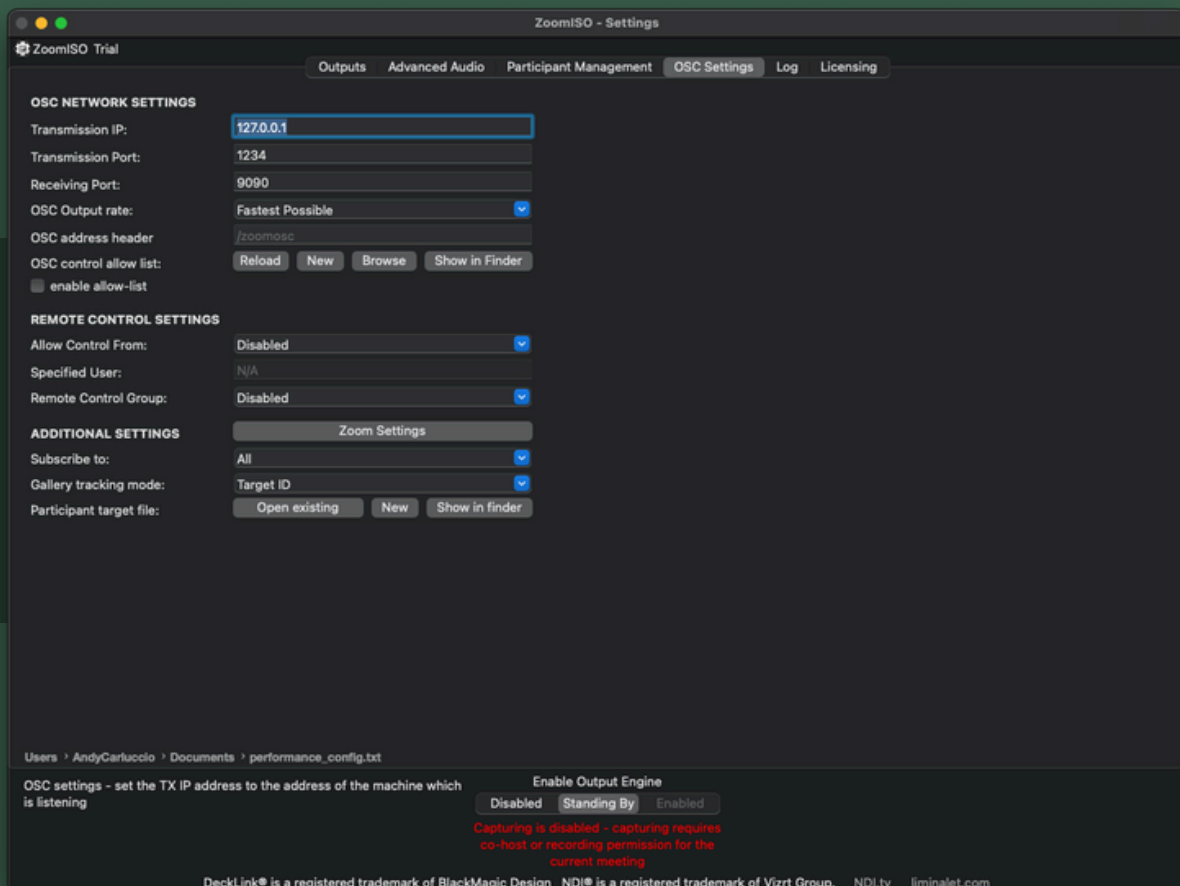 ZoomISO - Settings
ZoomISO Trial
Outputs Advanced Audio Participant Management OSC Settings Log Licensing
OSC NETWORK SETTINGS
Transmission IP: 127.0.0.1
Transmission Port: 1234
Receiving Port: 9090
OSC Output rate: Fastest Possible
OSC address header /zoomosc
OSC control allow list: Reload New Browse Show in Finder
enable allow-list
REMOTE CONTROL SETTINGS
Allow Control From: Disabled
Specified User: N/A
Remote Control Group: Disabled
ADDITIONAL SETTINGS Zoom Settings
Subscribe to: All
Gallery tracking mode: Target ID
Participant target file: Open existing New Show in finder
Users › AndyCarluccio › Documents › performance_config.txt
OSC settings - set the TX IP address to the address of the machine which
is listening
Enable Output Engine
Disabled Standing By Enabled
Capturing is disabled - capturing requires
co-host or recording permission for the
current meeting
DeckLink® is a registered trademark of BlackMagic Design NDI® is a registered trademark of Vizrt Group. NDI.tv liminalet.com